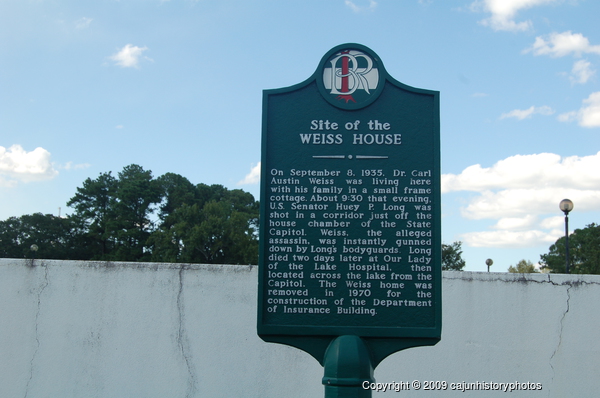 BR
Site of the
WEISS HOUSE
On September 8, 1935, Dr. Carl
Austin Weiss was living here
with his family in a small frame
cottage. About 9:30 that evening,
U.S. Senator Huey P. Long was
shot in a corridor just off the
house chamber of the State
Capitol. Weiss, the alleged
assassin, was instantly gunned
down by Long's bodyguards. Long
died two days later at Our Lady
of the Lake Hospital, then
located across the lake from the
Capitol. The Weiss home was
removed in 1970 for the
construction of the Department
of Insurance Building.
Copyright © 2009 cajunhistoryphotos